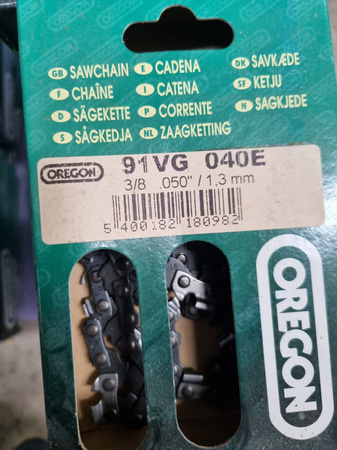 GB SAWCHAIN E CADENA DK SAVKÆDE
F CHAÎNE I CATENA SF KETJU
D SÄGEKETTE P CORRENTE N SAGKJEDE
S SÅGKEDJA NL ZAAGKETTING
OREGON 91VG 040E
3/8 .050"/1,3 mm
5 400182 180982
OREGON